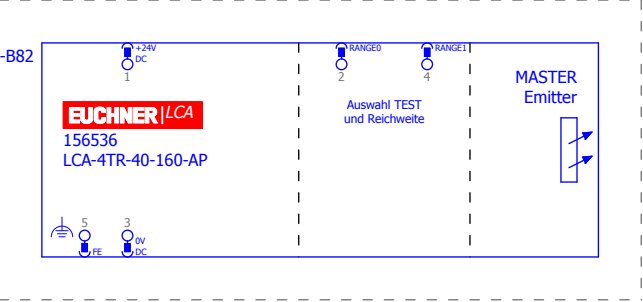 -B82
+24V
DC
1
RANGE0
2
RANGE1
4
MASTER
Emitter
EUCHNER|LCA
156536
LCA-4TR-40-160-AP
Auswahl TEST
und Reichweite
5
FE
3
0V
DC